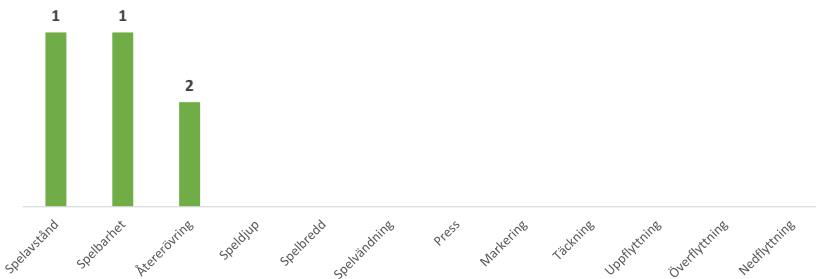 1
1
2
Spelavstånd
Spelbarhet
Återerövring
Speldjup
Spelbredd
Spelvändning
Press
Markering
Täckning
Uppflyttning
Överflyttning
Nedflyttning